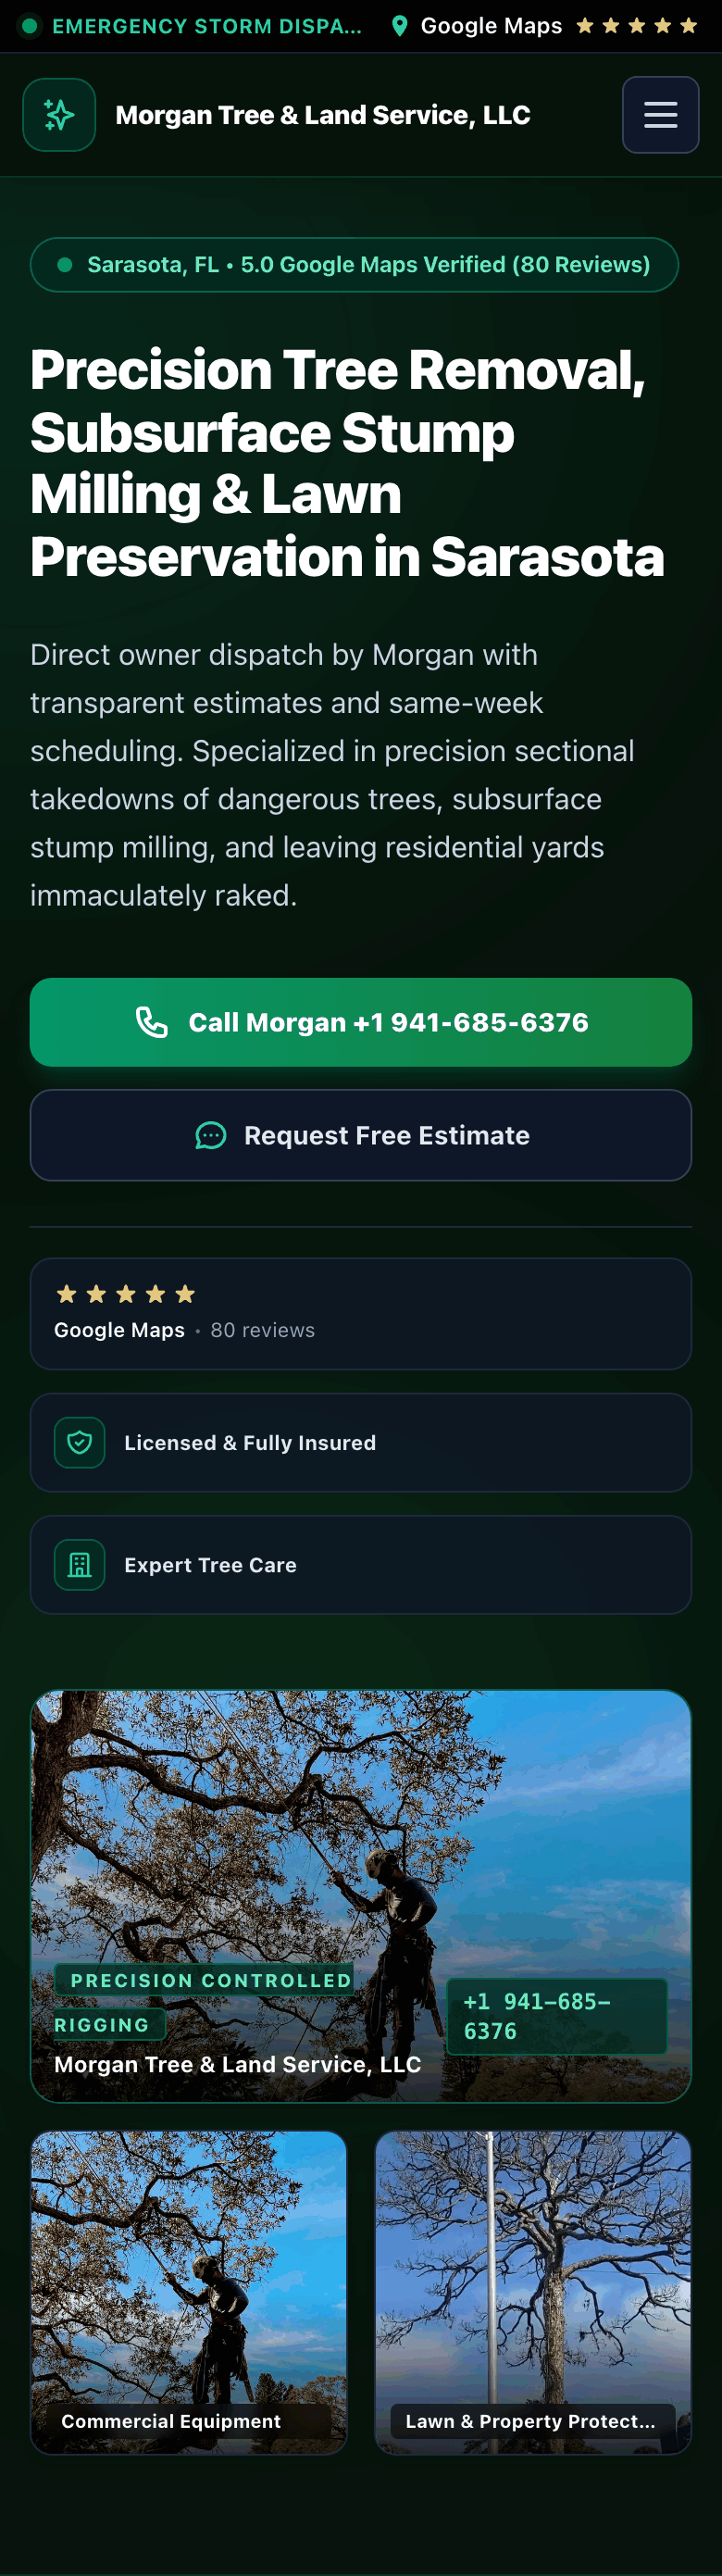 EMERGENCY STORM DISPA...
Google Maps
Morgan Tree & Land Service, LLC
Sarasota, FL • 5.0 Google Maps Verified (80 Reviews)
Precision Tree Removal,
Subsurface Stump
Milling & Lawn
Preservation in Sarasota
Direct owner dispatch by Morgan with
transparent estimates and same-week
scheduling. Specialized in precision sectional
takedowns of dangerous trees, subsurface
stump milling, and leaving residential yards
immaculately raked.
Call Morgan +1 941-685-6376
Request Free Estimate
Google Maps • 80 reviews
Licensed & Fully Insured
Expert Tree Care
PRECISION CONTROLLED
RIGGING
Morgan Tree & Land Service, LLC
+1 941-685-
6376
Commercial Equipment
Lawn & Property Protect...